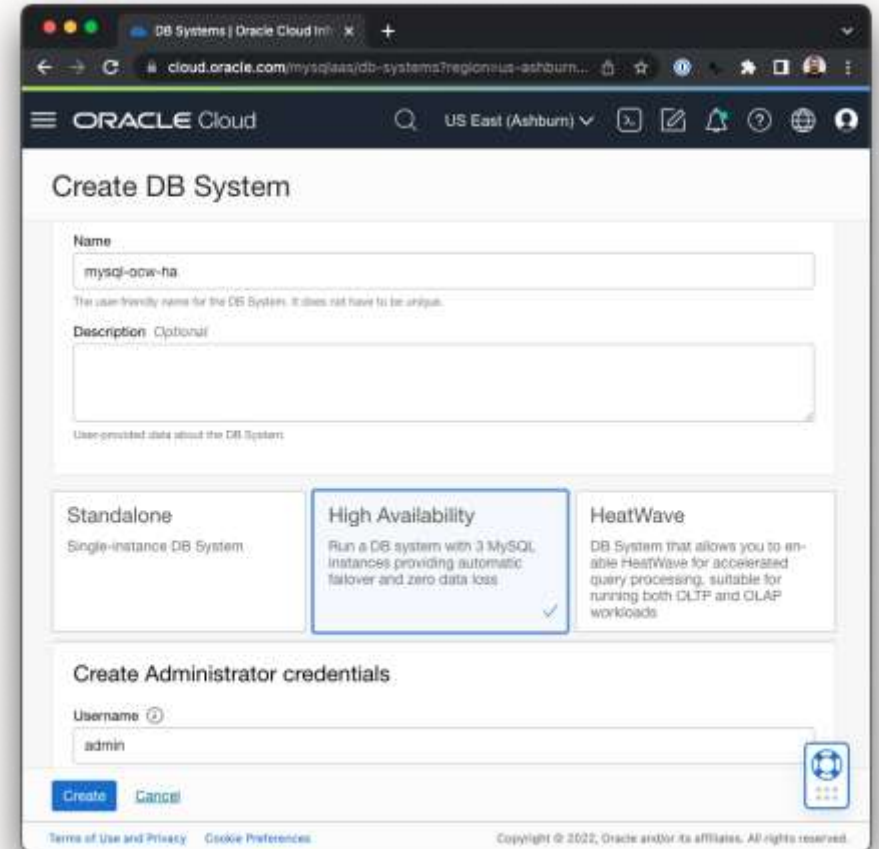 DB Systems | Oracle Cloud Inf
cloud.oracle.com/mysqlaas/db-systems?region=us-ashburn...
ORACLE Cloud
US East (Ashburn)
Create DB System
Name
mysql-ocw-ha
The user-friendly name for the DB System. It does not have to be unique.
Description Optional
User-provided data about the DB System.
Standalone
Single-instance DB System
High Availability
Run a DB system with 3 MySQL
instances providing automatic
failover and zero data loss
HeatWave
DB System that allows you to en-
able HeatWave for accelerated
query processing, suitable for
running both OLTP and OLAP
workloads
Create Administrator credentials
Username
admin
Create
Cancel
Terms of Use and Privacy
Cookie Preferences
Copyright © 2022, Oracle and/or its affiliates. All rights reserved.